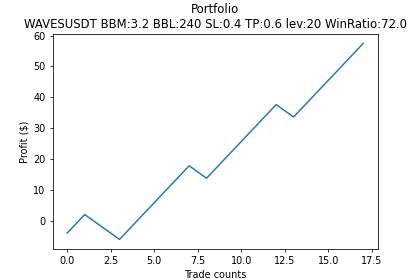 Portfolio
WAVESUSDT BBM:3.2 BBL:240 SL:0.4 TP:0.6 lev:20 WinRatio:72.0
60
50
40
30
20
10
0
Profit ($)
0.0 2.5 5.0 7.5 10.0 12.5 15.0 17.5
Trade counts